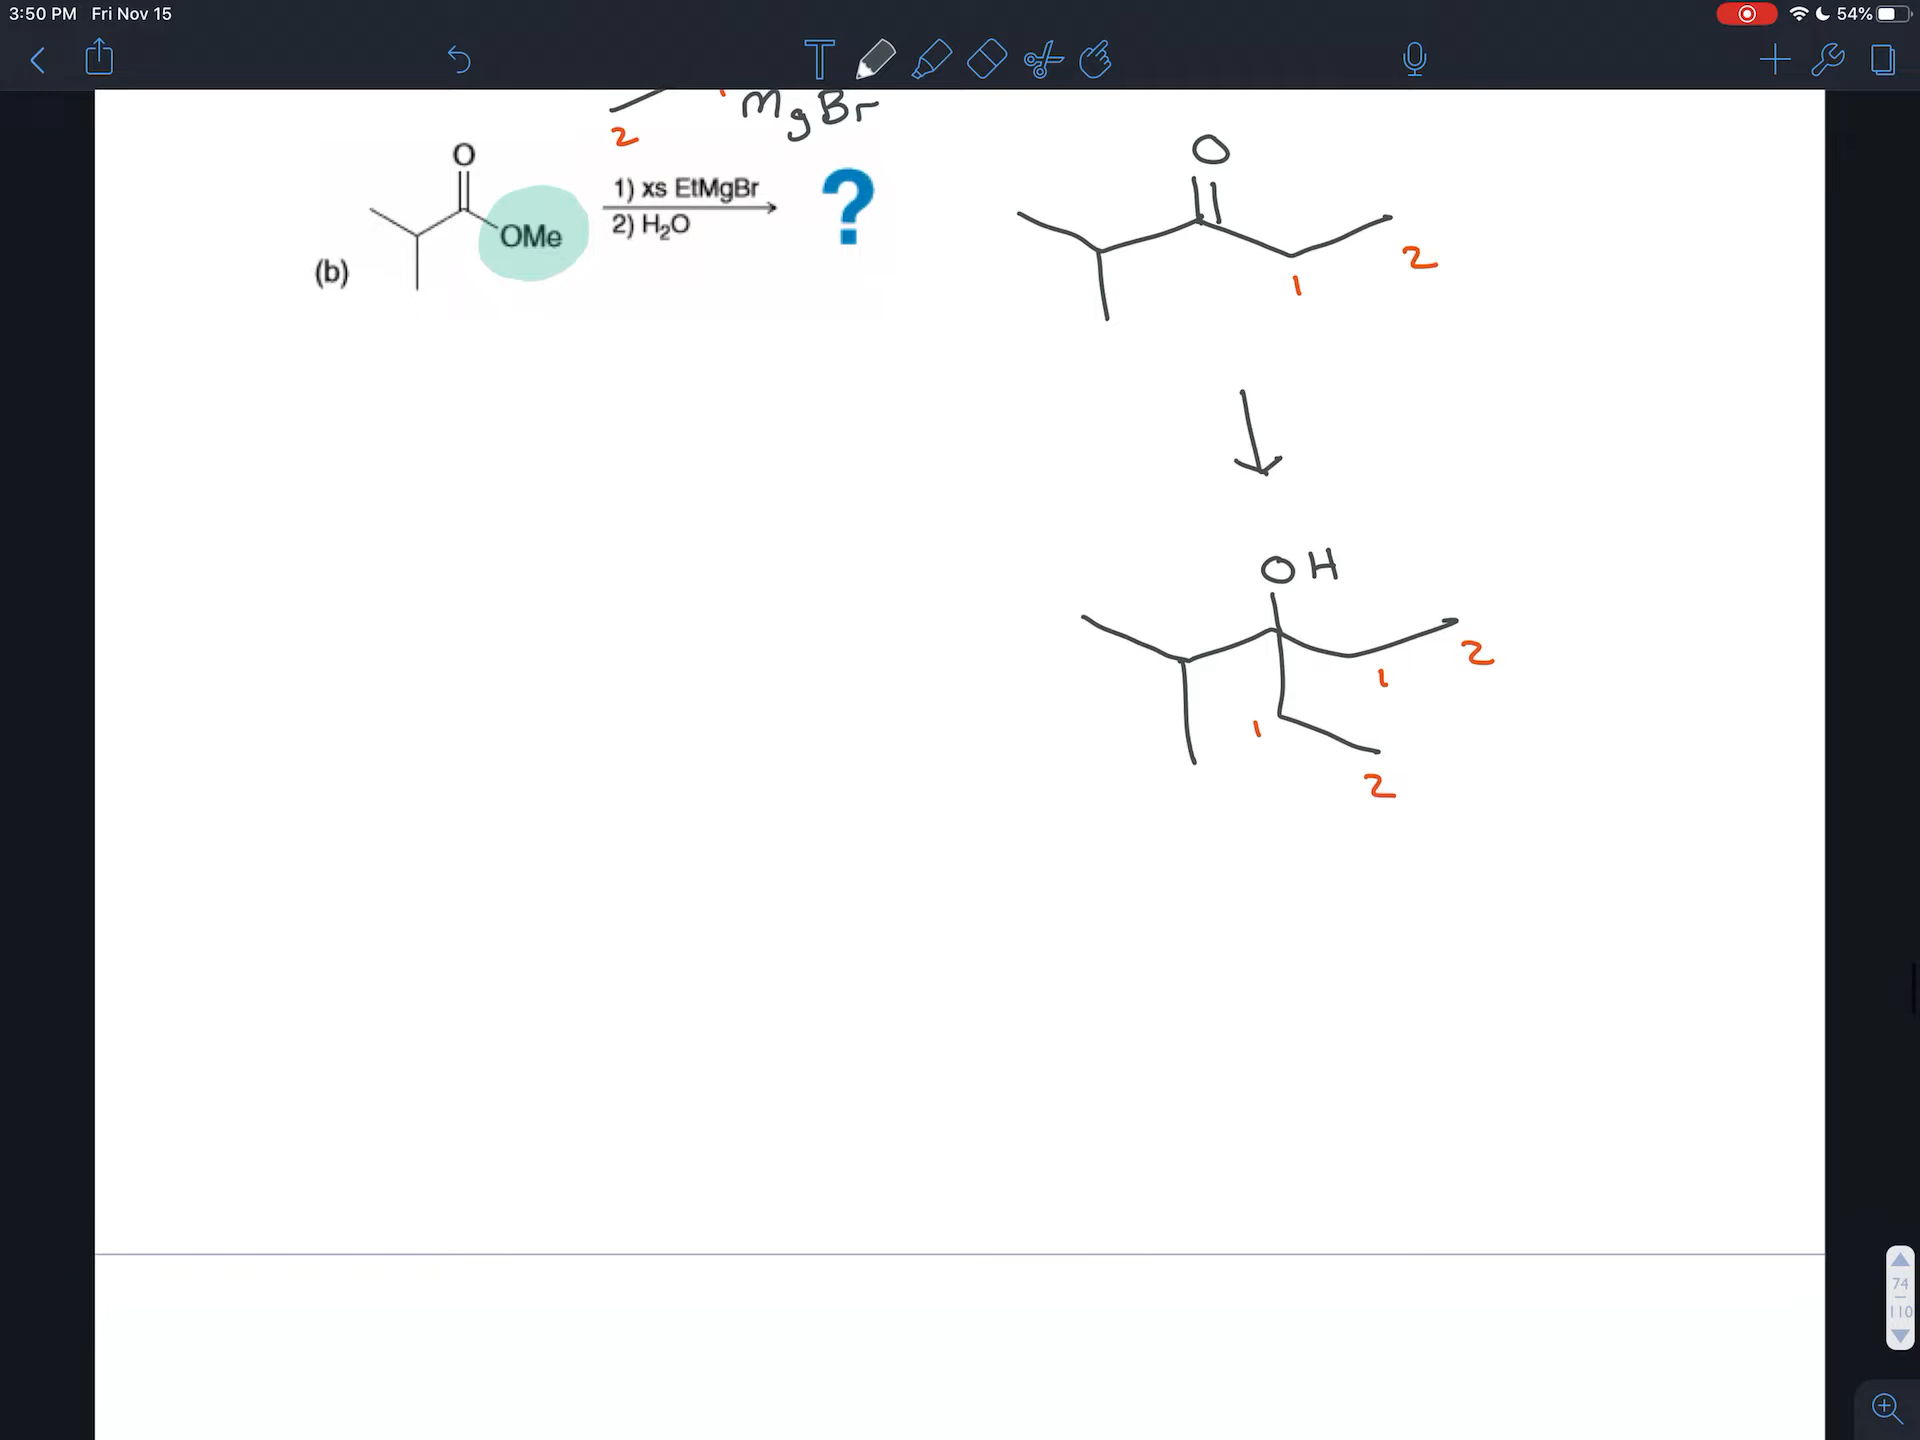 3:50 PM Fri Nov 15
54%
T
MgBr
2
O
1) xs EtMgBr
2) H₂O
?
OMe
(b)
O
1
2
OH
2
1
1
2
74
110